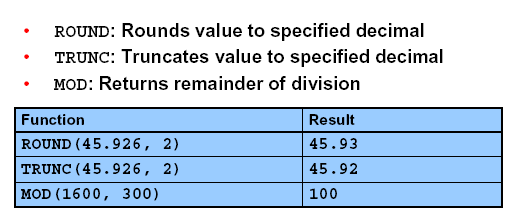 • ROUND: Rounds value to specified decimal
• TRUNC: Truncates value to specified decimal
• MOD: Returns remainder of division
Function Result
ROUND(45.926, 2) 45.93
TRUNC(45.926, 2) 45.92
MOD(1600, 300) 100